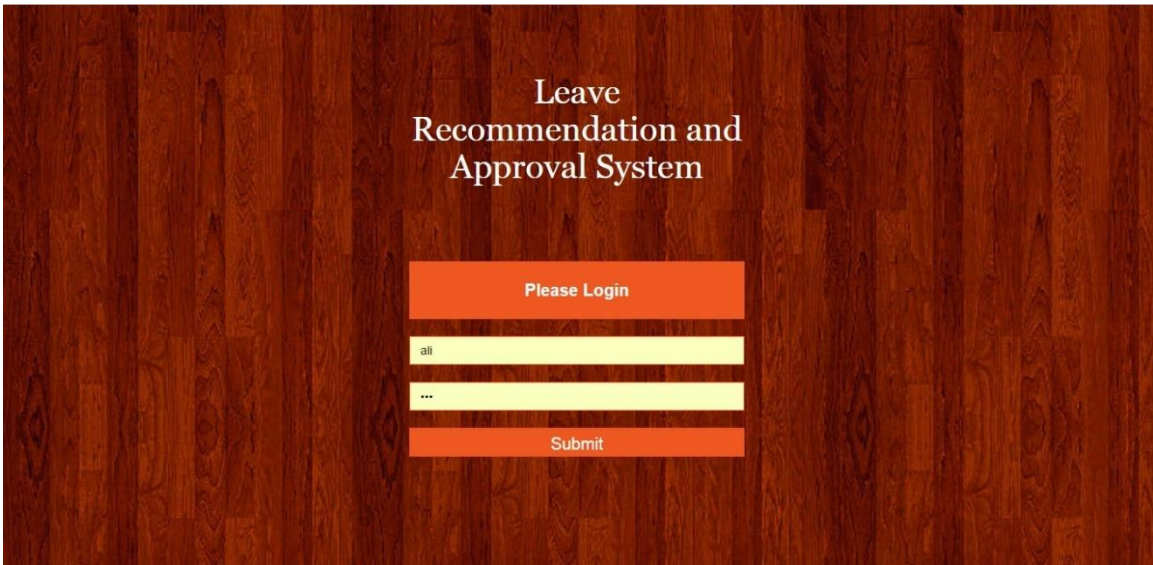 Leave
Recommendation and
Approval System
Please Login
ali
•••
Submit